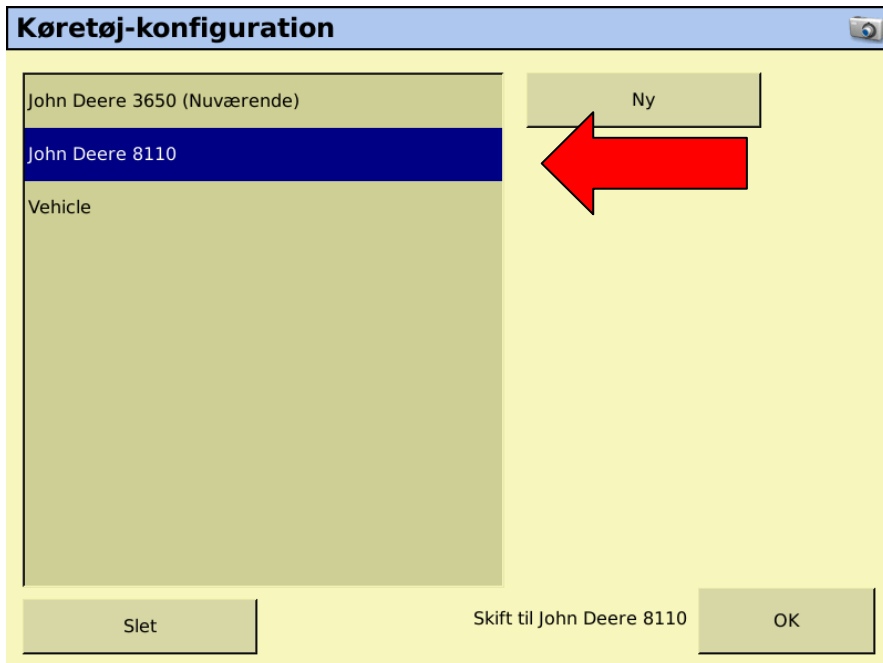 Køretøj-konfiguration
John Deere 3650 (Nuværende)
Ny
John Deere 8110
Vehicle
Slet
Skift til John Deere 8110
OK